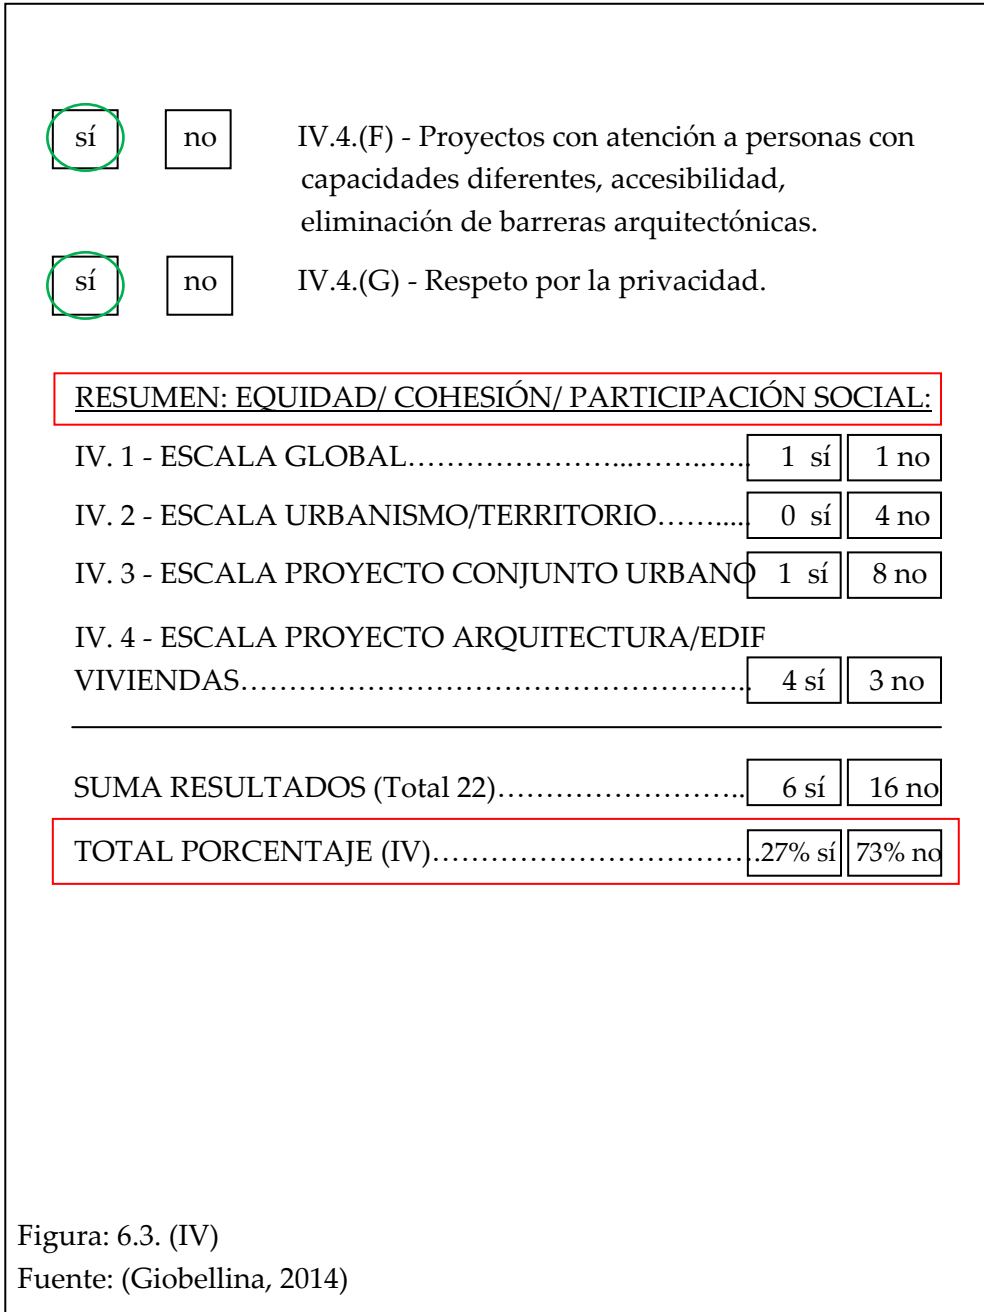 sí no IV.4.(F) - Proyectos con atención a personas con
capacidades diferentes, accesibilidad,
eliminación de barreras arquitectónicas.
sí no IV.4.(G) - Respeto por la privacidad.
RESUMEN: EQUIDAD/ COHESIÓN/ PARTICIPACIÓN SOCIAL:
IV. 1 - ESCALA GLOBAL…………………...……..….. 1 sí 1 no
IV. 2 - ESCALA URBANISMO/TERRITORIO……..... 0 sí 4 no
IV. 3 - ESCALA PROYECTO CONJUNTO URBANO 1 sí 8 no
IV. 4 - ESCALA PROYECTO ARQUITECTURA/EDIF
VIVIENDAS…………………………………………….. 4 sí 3 no
SUMA RESULTADOS (Total 22)…………………….. 6 sí 16 no
TOTAL PORCENTAJE (IV)…………………………….27% sí 73% no
Figura: 6.3. (IV)
Fuente: (Giobellina, 2014)